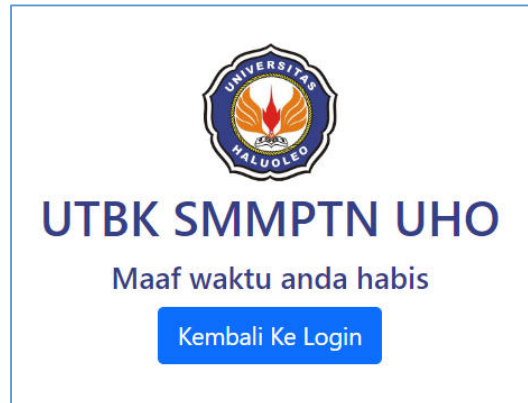 UNIVERSITAS
HALUOLEO
UTBK SMMPTN UHO
Maaf waktu anda habis
Kembali Ke Login